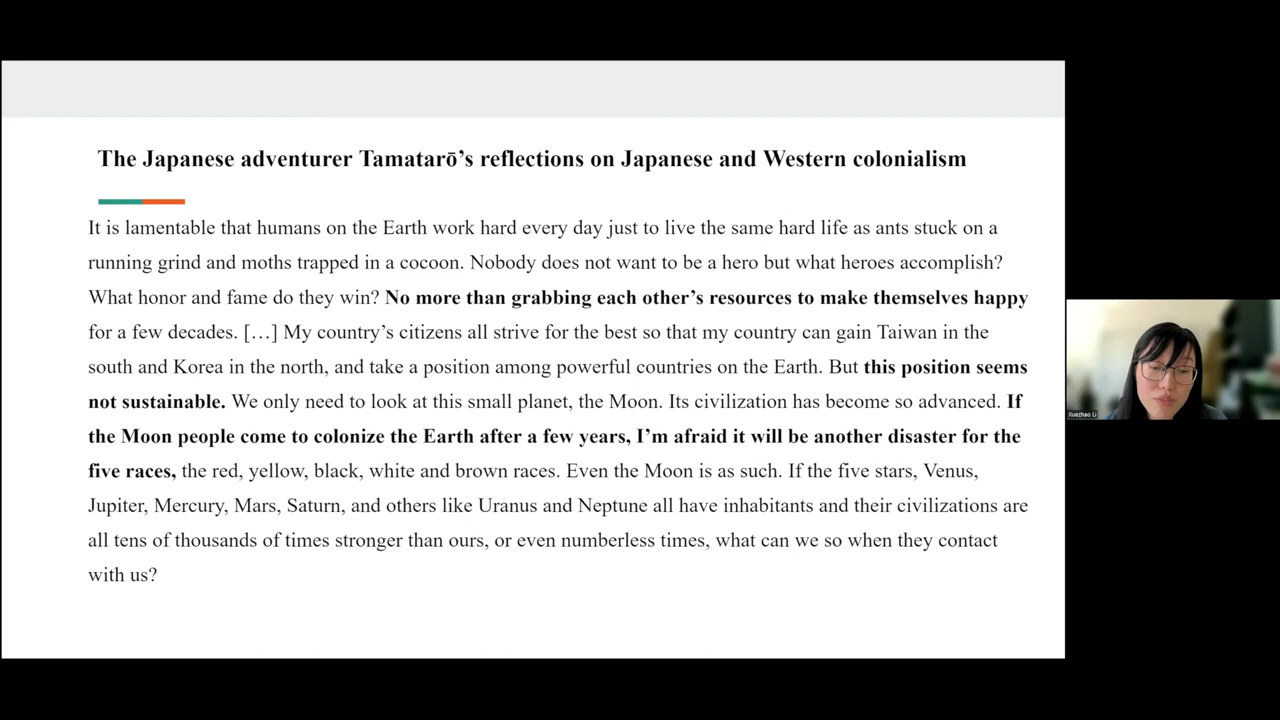 The Japanese adventurer Tamatarō’s reflections on Japanese and Western colonialism
It is lamentable that humans on the Earth work hard every day just to live the same hard life as ants stuck on a
running grind and moths trapped in a cocoon. Nobody does not want to be a hero but what heroes accomplish?
What honor and fame do they win? No more than grabbing each other’s resources to make themselves happy
for a few decades. […] My country’s citizens all strive for the best so that my country can gain Taiwan in the
south and Korea in the north, and take a position among powerful countries on the Earth. But this position seems
not sustainable. We only need to look at this small planet, the Moon. Its civilization has become so advanced. If
the Moon people come to colonize the Earth after a few years, I’m afraid it will be another disaster for the
five races, the red, yellow, black, white and brown races. Even the Moon is as such. If the five stars, Venus,
Jupiter, Mercury, Mars, Saturn, and others like Uranus and Neptune all have inhabitants and their civilizations are
all tens of thousands of times stronger than ours, or even numberless times, what can we so when they contact
with us?
Xuezhao Li